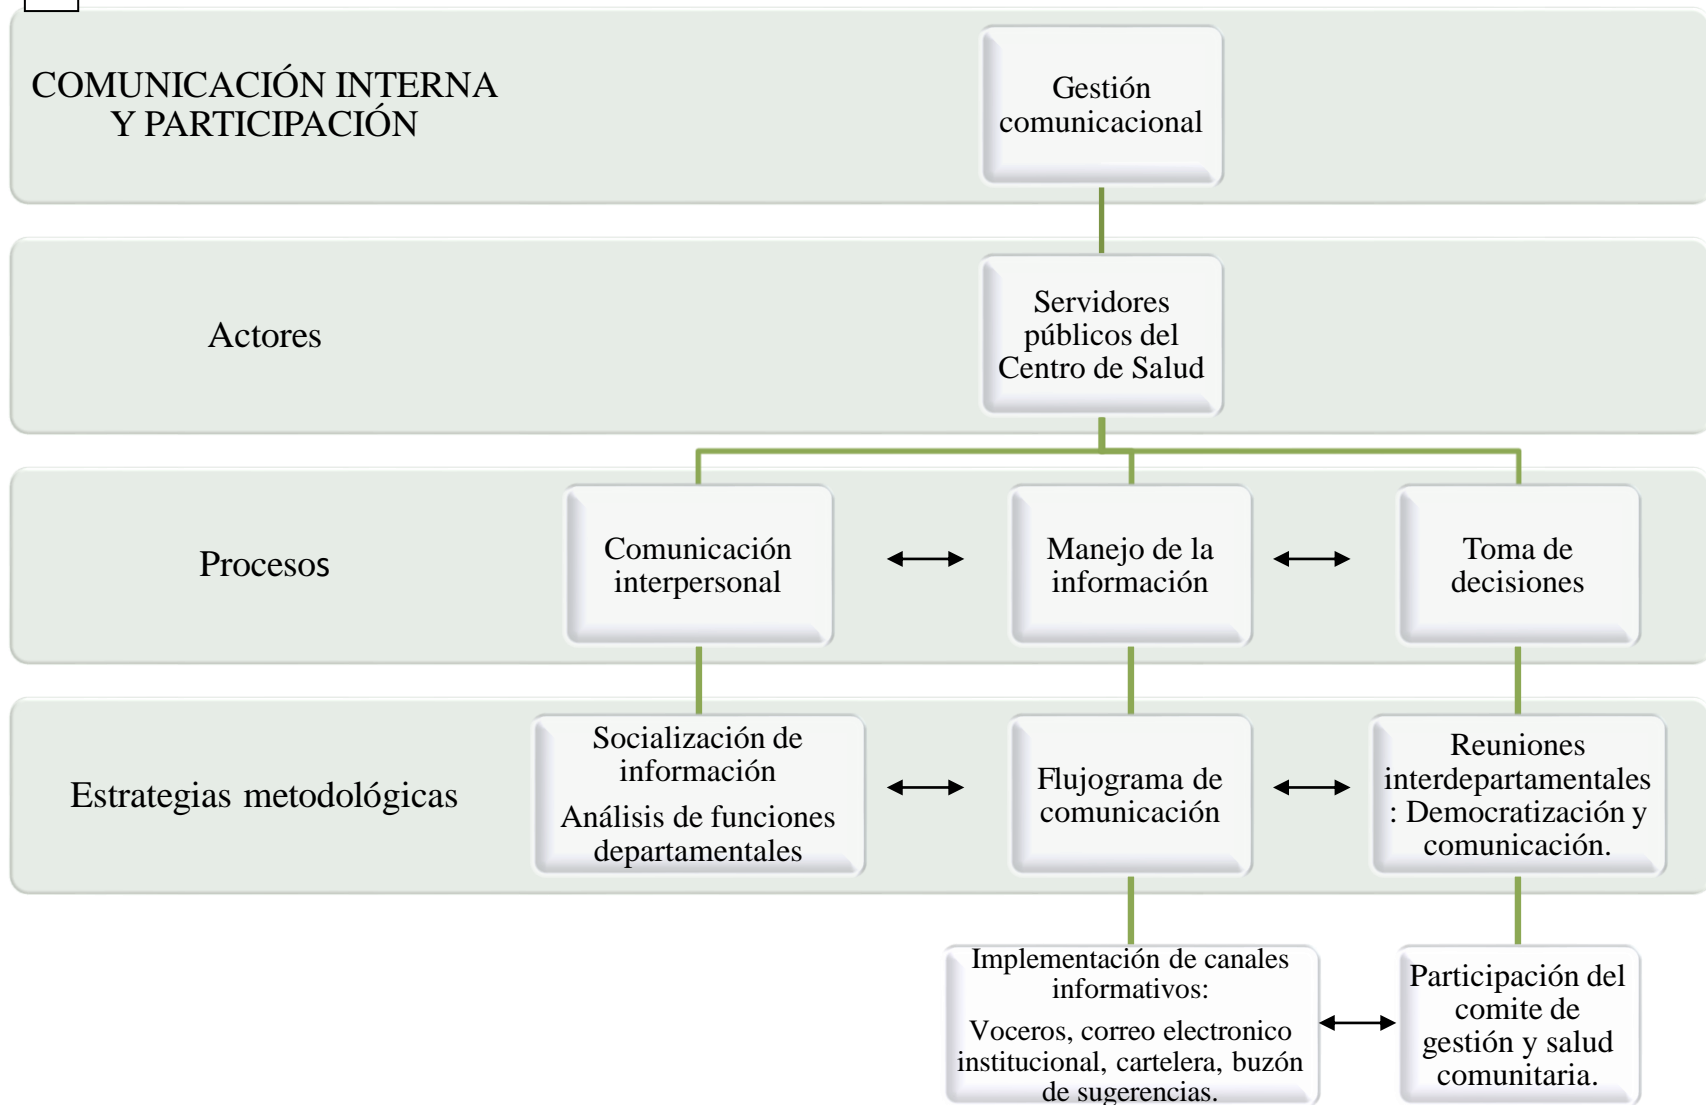 COMUNICACIÓN INTERNA
Y PARTICIPACIÓN
Gestión
comunicacional
Actores
Servidores
públicos del
Centro de Salud
Procesos
Comunicación
interpersonal
Manejo de la
información
Toma de
decisiones
Estrategias metodológicas
Socialización de
información
Análisis de funciones
departamentales
Flujograma de
comunicación
Reuniones
interdepartamentales
: Democratización y
comunicación.
Implementación de canales
informativos:
Voceros, correo electronico
institucional, cartelera, buzón
de sugerencias.
Participación del
comite de
gestión y salud
comunitaria.